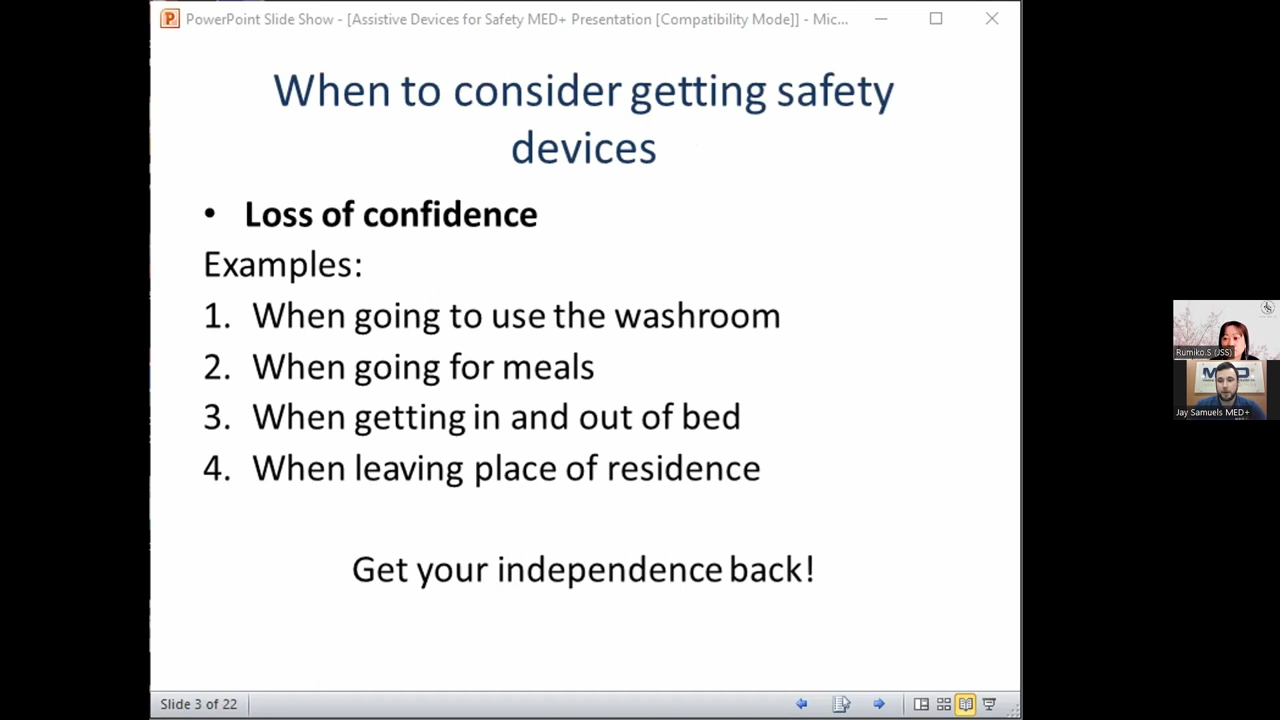 PowerPoint Slide Show - [Assistive Devices for Safety MED+ Presentation [Compatibility Mode]] - Mic...
When to consider getting safety
devices
• Loss of confidence
Examples:
1. When going to use the washroom
2. When going for meals
3. When getting in and out of bed
4. When leaving place of residence
Get your independence back!
Rumiko.S (JSS)
Jay Samuels MED+
Slide 3 of 22